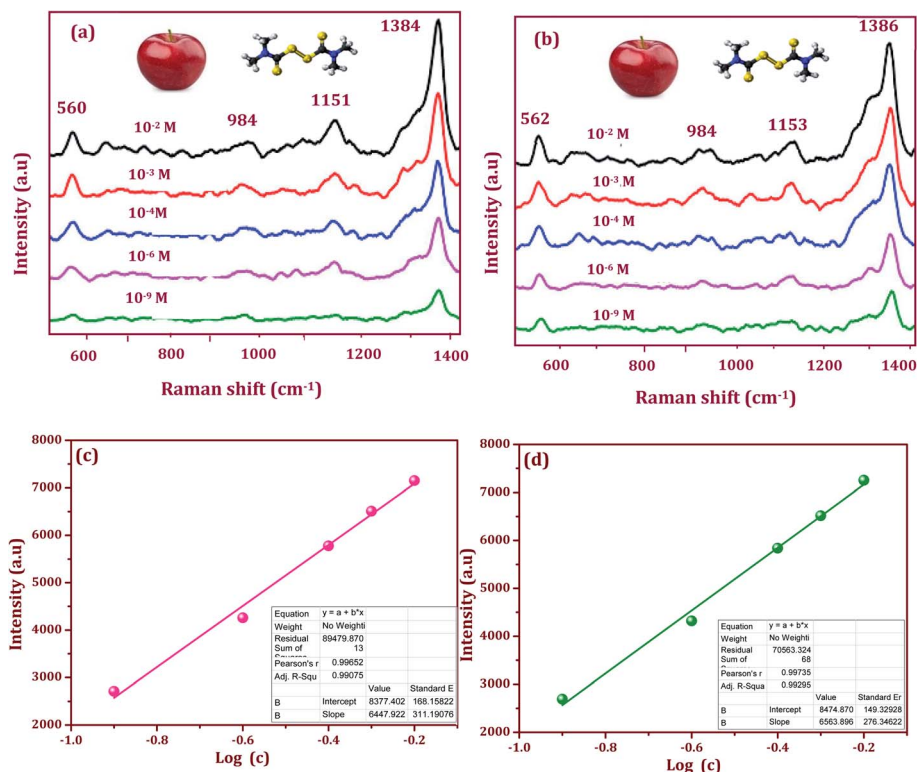 (a)
1384
560
984
1151
10-2 M
10-3 M
10-4M
10-6 M
10-9 M
Intensity (a.u)
600 800 1000 1200 1400
Raman shift (cm-1)
(b)
1386
562
984
1153
10-2 M
10-3 M
10-4 M
10-6 M
10-9 M
Intensity (a.u)
600 800 1000 1200 1400
Raman shift (cm-1)
(c)
8000
7000
6000
5000
4000
3000
2000
Intensity (a.u)
Equation y = a + b*x
Weight No Weighti
Residual 89479.870
Sum of 13
Pearson's r 0.99652
Adj. R-Squ 0.99075
Value Standard E
B Intercept 8377.402 168.15822
B Slope 6447.922 311.19076
-1.0 -0.8 -0.6 -0.4 -0.2
Log (c)
(d)
8000
7000
6000
5000
4000
3000
2000
Intensity (a.u)
Equation y = a + b*x
Weight No Weighti
Residual 70563.324
Sum of 68
Pearson's r 0.99735
Adj. R-Squa 0.99295
Value Standard Er
B Intercept 8474.870 149.32928
B Slope 6563.896 276.34622
-1.0 -0.8 -0.6 -0.4 -0.2
Log (c)